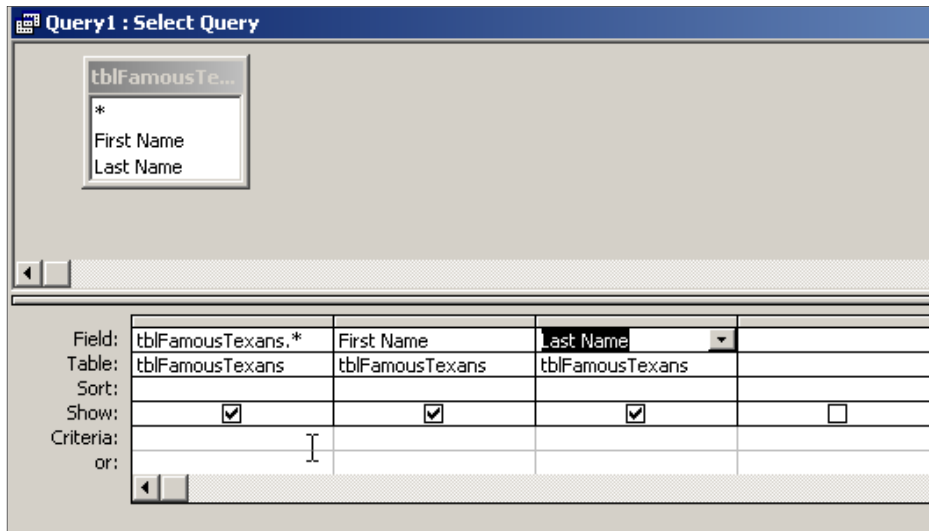 Query1 : Select Query
tblFamousTe...
*
First Name
Last Name
Field: tblFamousTexans.* First Name Last Name
Table: tblFamousTexans tblFamousTexans tblFamousTexans
Sort:
Show:
Criteria:
or: